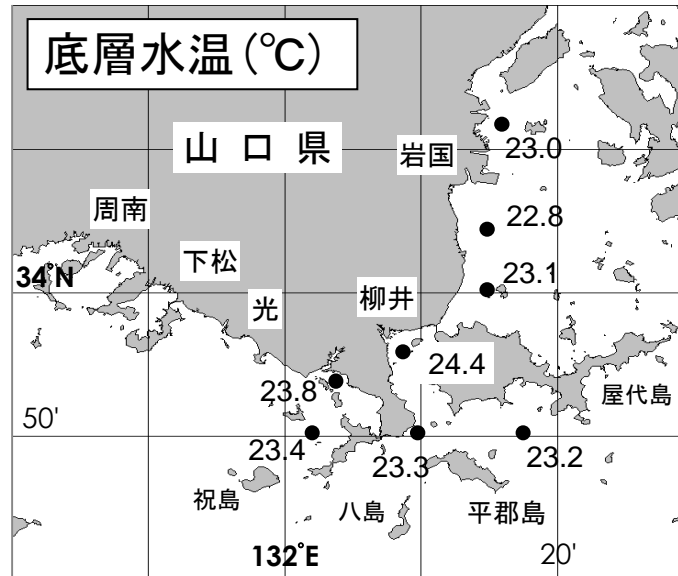 底層水温(℃)
山口県
岩国
23.0
周南
22.8
下松
34°N
23.1
光
柳井
24.4
23.8
屋代島
50'
23.4
23.3
23.2
祝島
八島
平郡島
132°E
20'